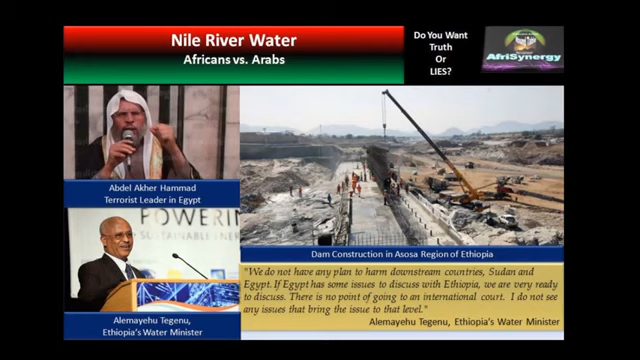 Nile River Water
Africans vs. Arabs
Do You Want
Truth
Or
LIES?
AfriSynergy
Abdel Akher Hammad
Terrorist Leader in Egypt
POWERIN
SUSTAINABLE ENER
Alemayehu Tegenu,
Ethiopia's Water Minister
Dam Construction in Asosa Region of Ethiopia
"We do not have any plan to harm downstream countries, Sudan and
Egypt. If Egypt has some issues to discuss with Ethiopia, we are very ready
to discuss. There is no point of going to an international court. I do not see
any issues that bring the issue to that level."
Alemayehu Tegenu, Ethiopia's Water Minister